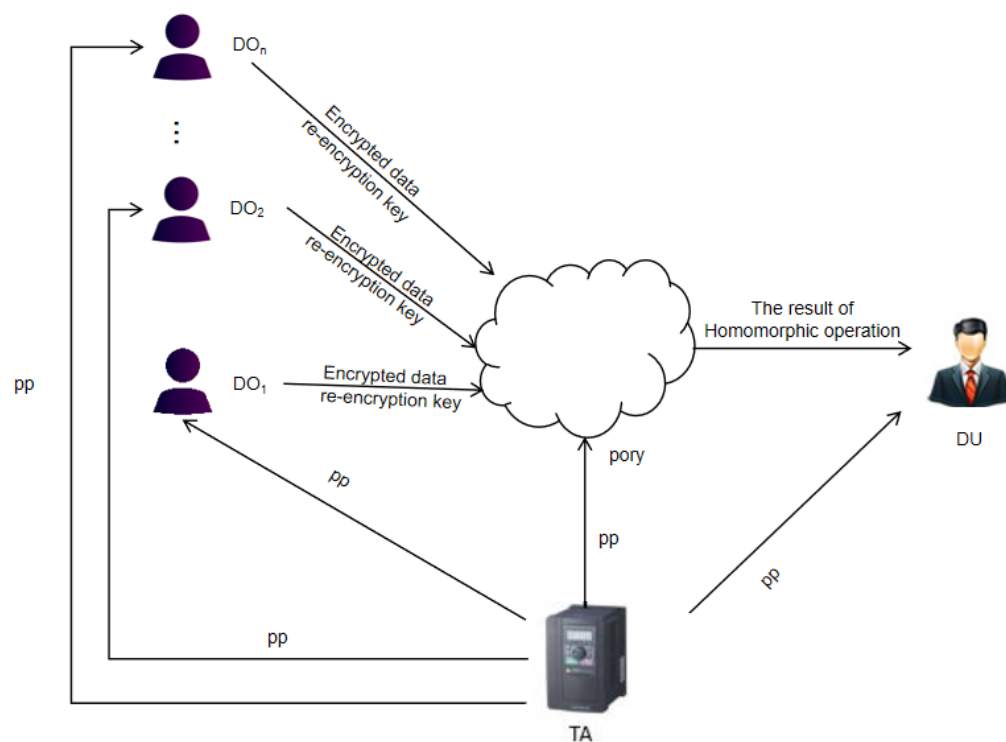 DOₙ
Encrypted data
re-encryption key
DO₂
Encrypted data
re-encryption key
The result of
Homomorphic operation
pp
DO₁
Encrypted data
re-encryption key
DU
pory
pp
pp
pp
pp
TA